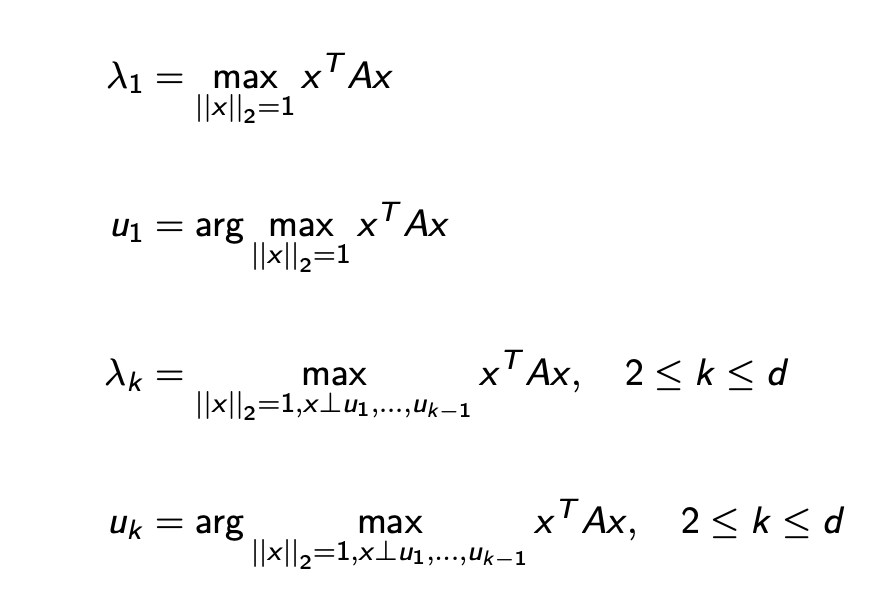 λ₁ = max_{||x||₂=1} xᵀAx
u₁ = arg max_{||x||₂=1} xᵀAx
λₖ = max_{||x||₂=1,x⊥u₁,...,uₖ₋₁} xᵀAx, 2 ≤ k ≤ d
uₖ = arg max_{||x||₂=1,x⊥u₁,...,uₖ₋₁} xᵀAx, 2 ≤ k ≤ d